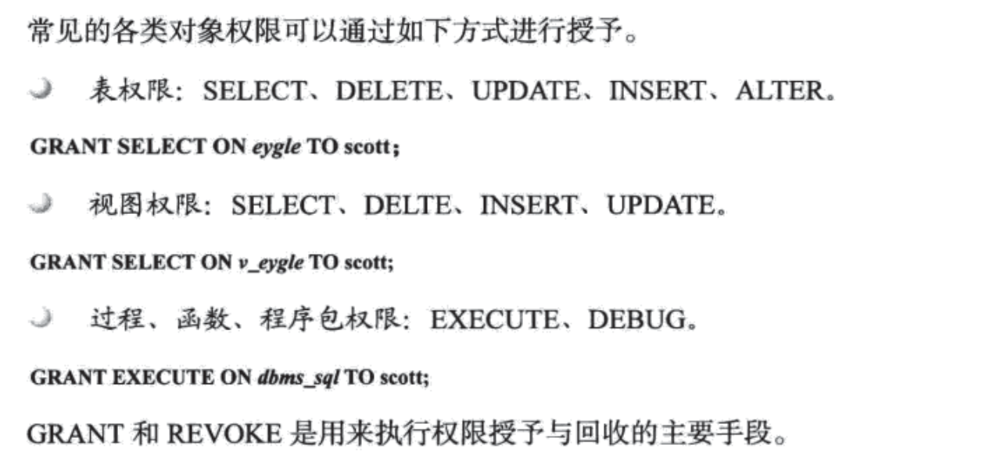 常见的各类对象权限可以通过如下方式进行授予。
表权限：SELECT、DELETE、UPDATE、INSERT、ALTER。
GRANT SELECT ON eygle TO scott；
视图权限：SELECT、DELTE、INSERT、UPDATE。
GRANT SELECT ON v_eygle TO scott;
过程、函数、程序包权限：EXECUTE、DEBUG。
GRANT EXECUTE ON dbms_sql TO scott;
GRANT 和 REVOKE 是用来执行权限授予与回收的主要手段。